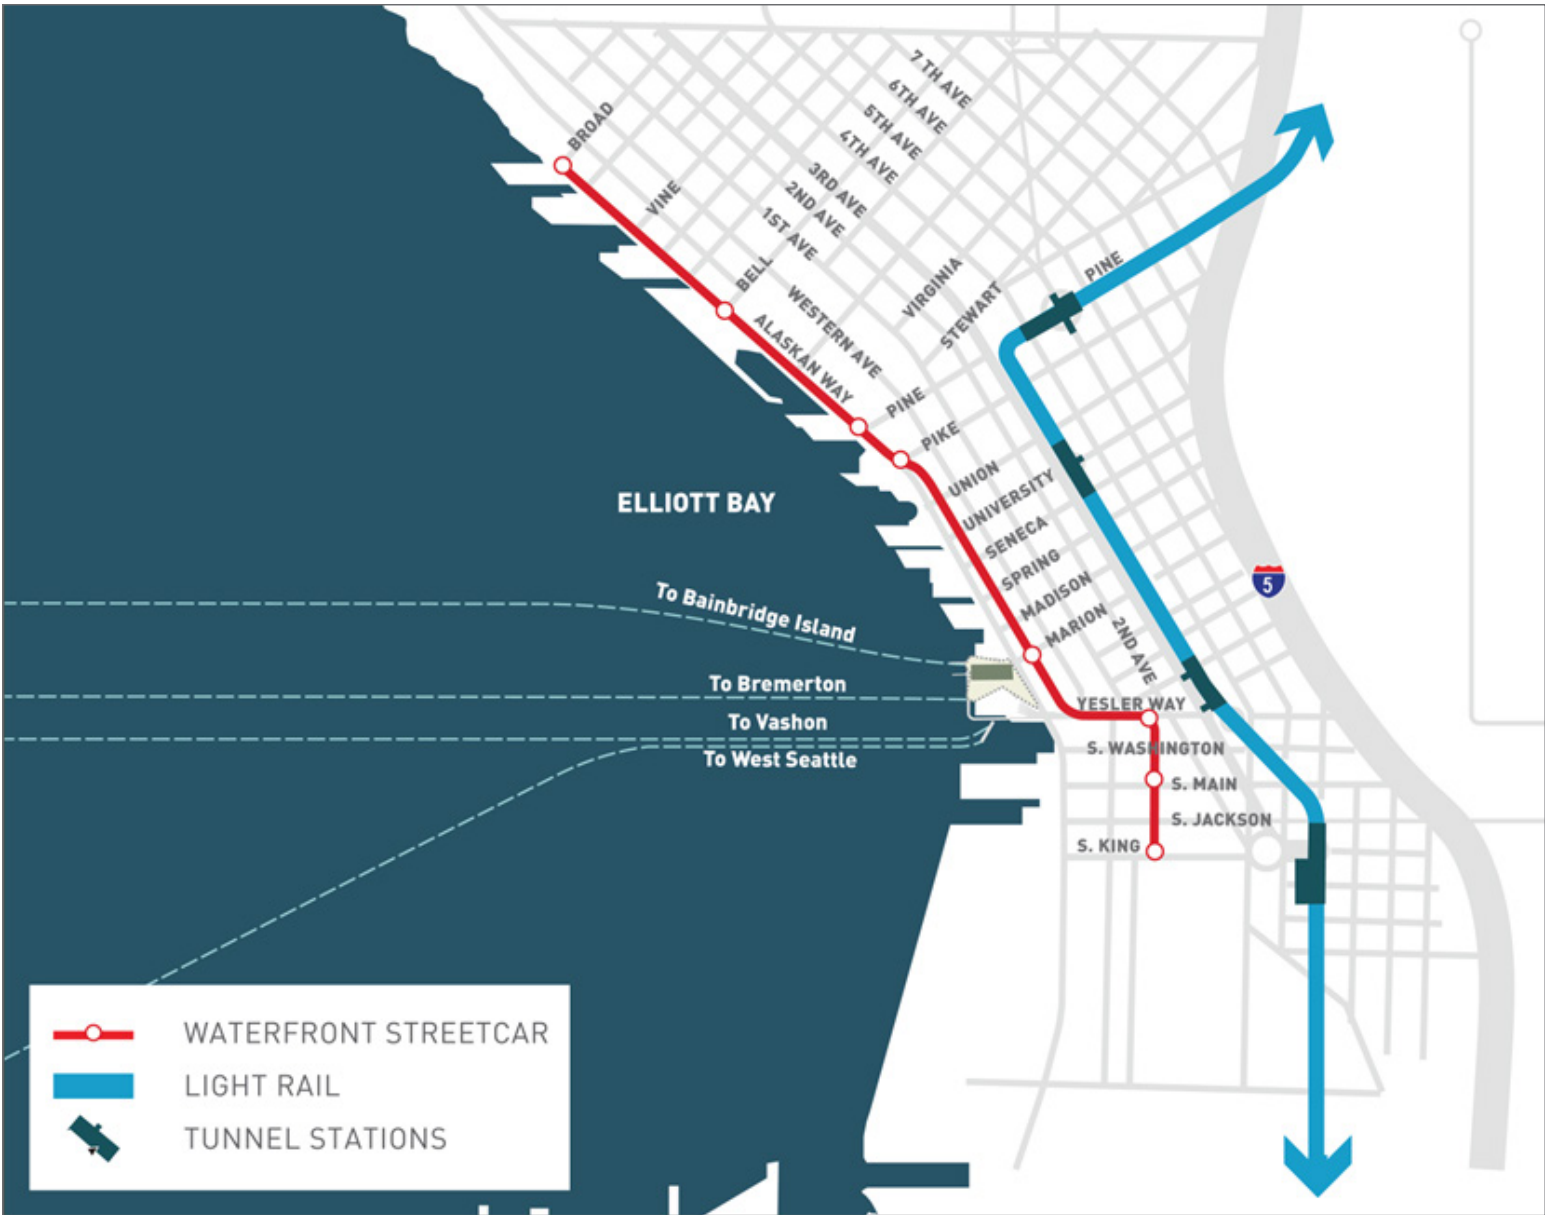 7 TH AVE
6TH AVE
5TH AVE
4TH AVE
3RD AVE
2ND AVE
1ST AVE
BROAD
VINE
BELL
WESTERN AVE
ALASKAN WAY
VIRGINIA
STEWART
PINE
PINE
PIKE
UNION
UNIVERSITY
SENECA
SPRING
MADISON
MARION
2ND AVE
5
ELLIOTT BAY
To Bainbridge Island
To Bremerton
To Vashon
To West Seattle
YESLER WAY
S. WASHINGTON
S. MAIN
S. JACKSON
S. KING
WATERFRONT STREETCAR
LIGHT RAIL
TUNNEL STATIONS